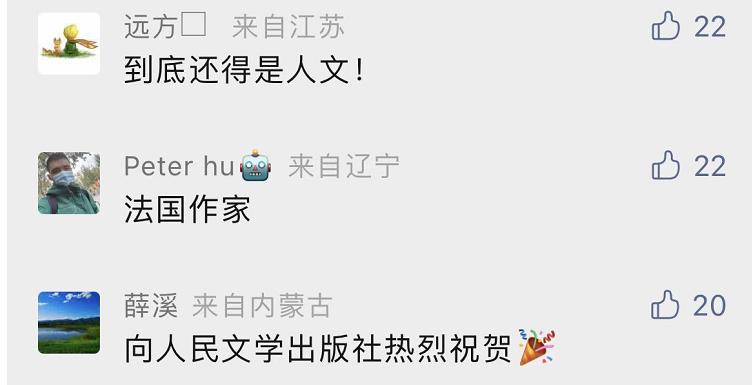 远方□ 来自江苏 22
到底还得是人文！
Peter hu🤖 来自辽宁 22
法国作家
薛溪 来自内蒙古 20
向人民文学出版社热烈祝贺🎉